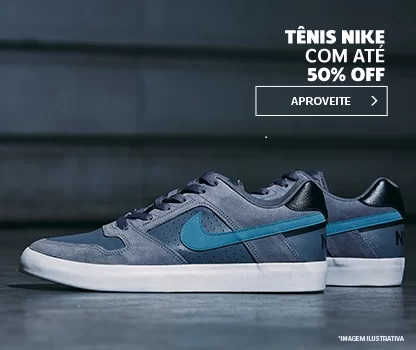 TÊNIS NIKE
COM ATÉ
50% OFF
APROVEITE
*IMAGEM ILUSTRATIVA